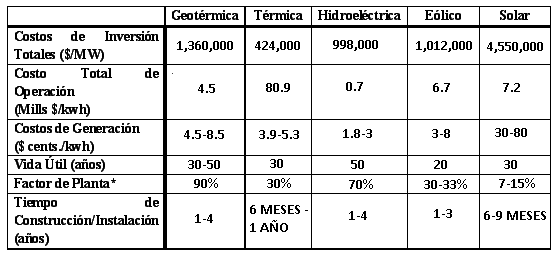 Geotérmica Térmica Hidroeléctrica Eólico Solar
Costos de Inversión
Totales ($/MW) 1,360,000 424,000 998,000 1,012,000 4,550,000
Costo Total de
Operación
(Mills $/kwh) 4.5 80.9 0.7 6.7 7.2
Costos de Generación
($ cents./kwh) 4.5-8.5 3.9-5.3 1.8-3 3-8 30-80
Vida Útil (años) 30-50 30 50 20 30
Factor de Planta* 90% 30% 70% 30-33% 7-15%
Tiempo de
Construcción/Instalación
(años) 1-4 6 MESES - 1 AÑO 1-4 1-3 6-9 MESES